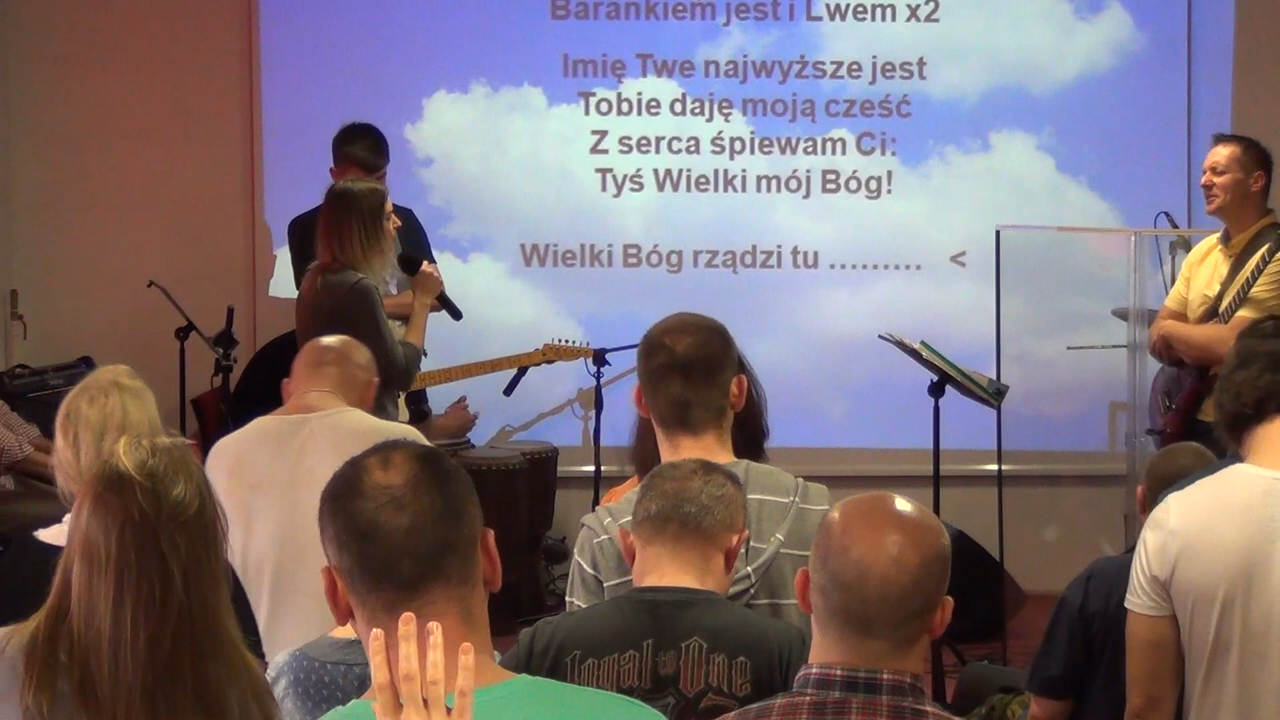 Barankiem jest i Lwem x2
Imię Twe najwyższe jest
Tobie daję moją cześć
Z serca śpiewam Ci:
Tyś Wielki mój Bóg!
Wielki Bóg rządzi tu ......... <
Loyal to One